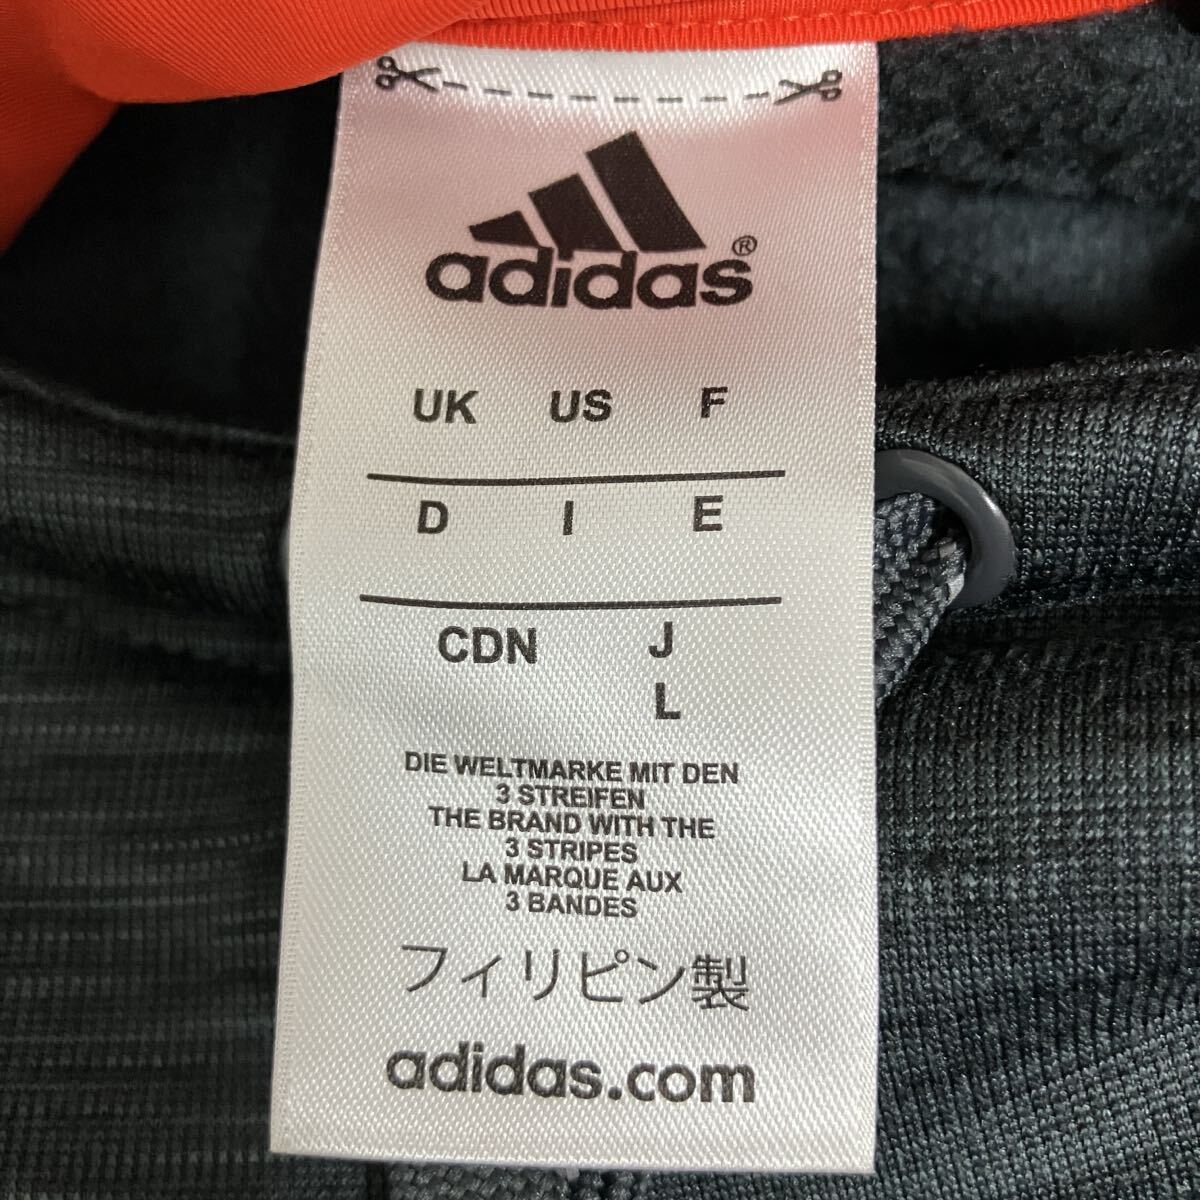 adidas®
UK US F
D I E
CDN J
L
DIE WELTMARKE MIT DEN
3 STREIFEN
THE BRAND WITH THE
3 STRIPES
LA MARQUE AUX
3 BANDES
フィリピン製
adidas.com